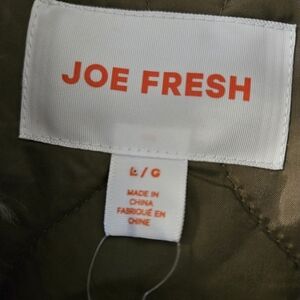 JOE FRESH
L / G
MADE IN
CHINA
FABRIQUÉ EN
CHINE